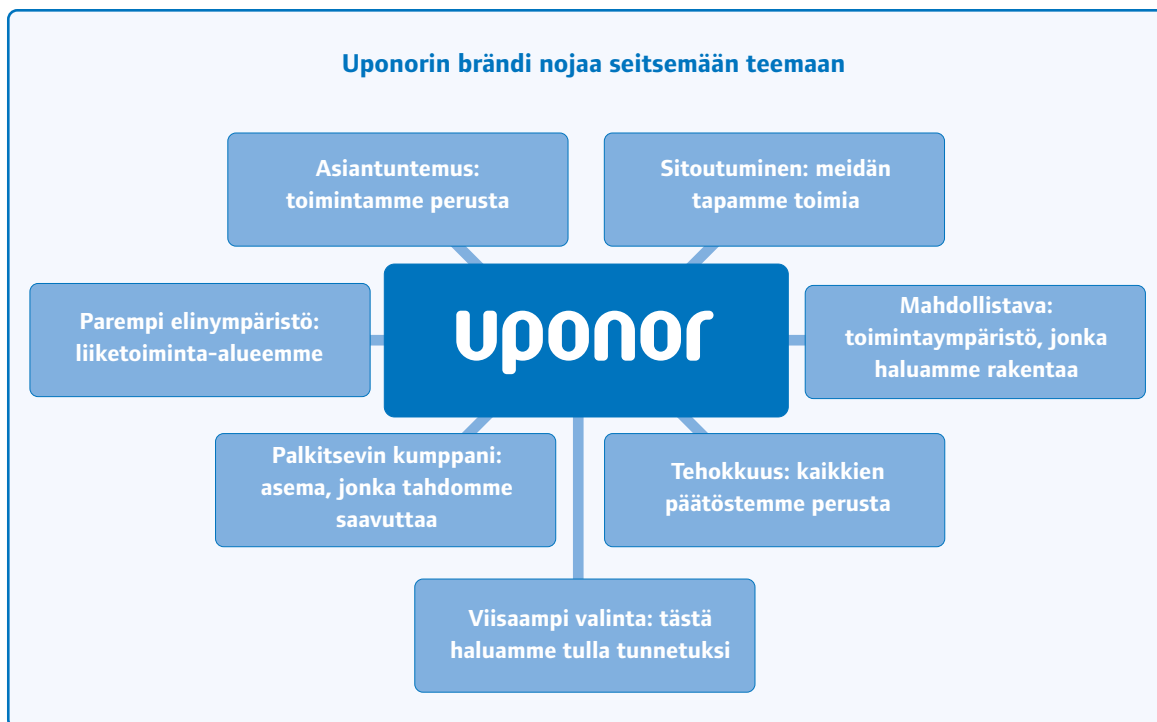 Uponorin brändi nojaa seitsemään teemaan
Asiantuntemus:
toimintamme perusta
Sitoutuminen: meidän
tapamme toimia
Parempi elinympäristö:
liiketoiminta-alueemme
uponor
Mahdollistava:
toimintaympäristö, jonka
haluamme rakentaa
Palkitsevin kumppani:
asema, jonka tahdomme
saavuttaa
Tehokkuus: kaikkien
päätöstemme perusta
Viisaampi valinta: tästä
haluamme tulla tunnetuksi